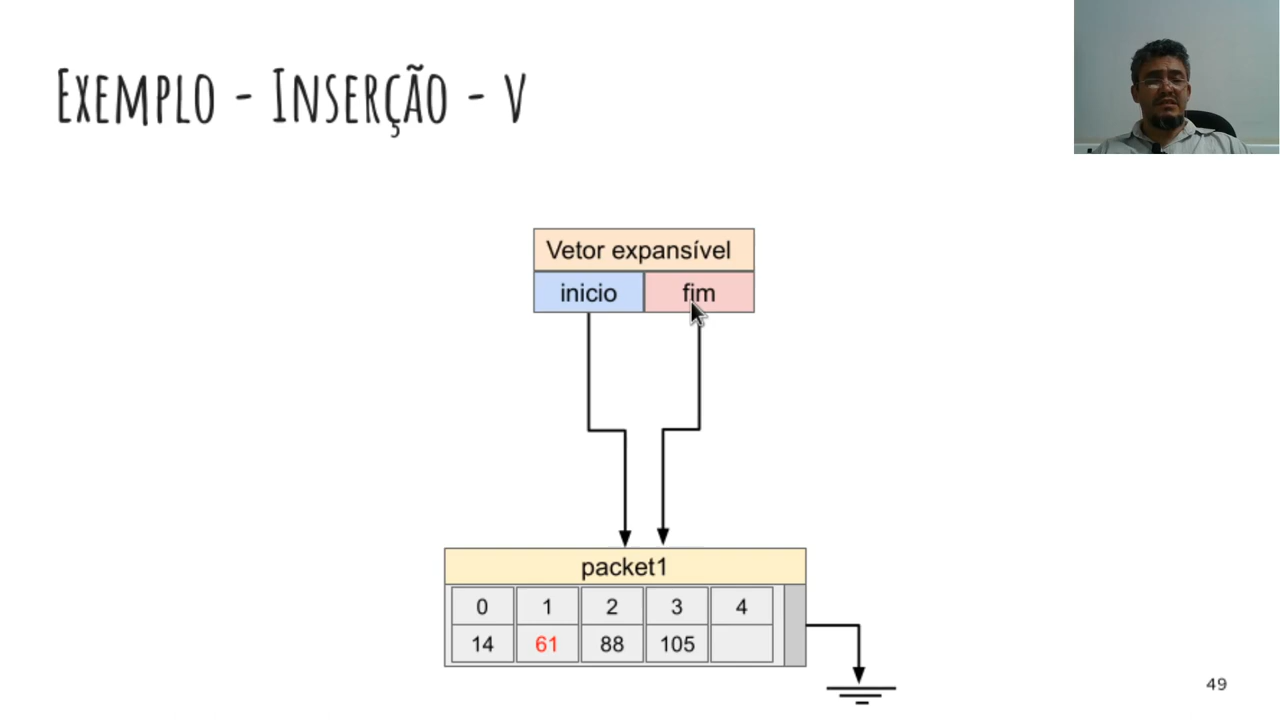 Exemplo - Inserção - V
Vetor expansível
inicio fim
packet1
0 1 2 3 4
14 61 88 105
49